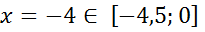 x = −4 ∈ [−4,5; 0]